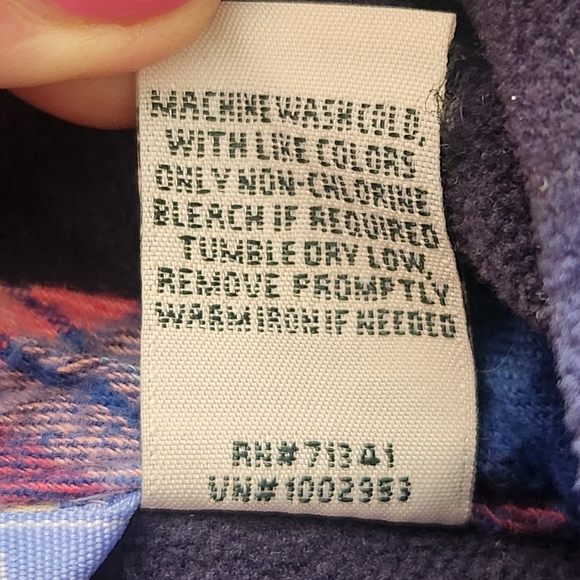 MACHINE WASH COLD,
WITH LIKE COLORS
ONLY NON-CHLORINE
BLEACH IF REQUIRED
TUMBLE DRY LOW,
REMOVE PROMPTLY
WARM IRON IF NEEDED
RN#71341
VN#1002953